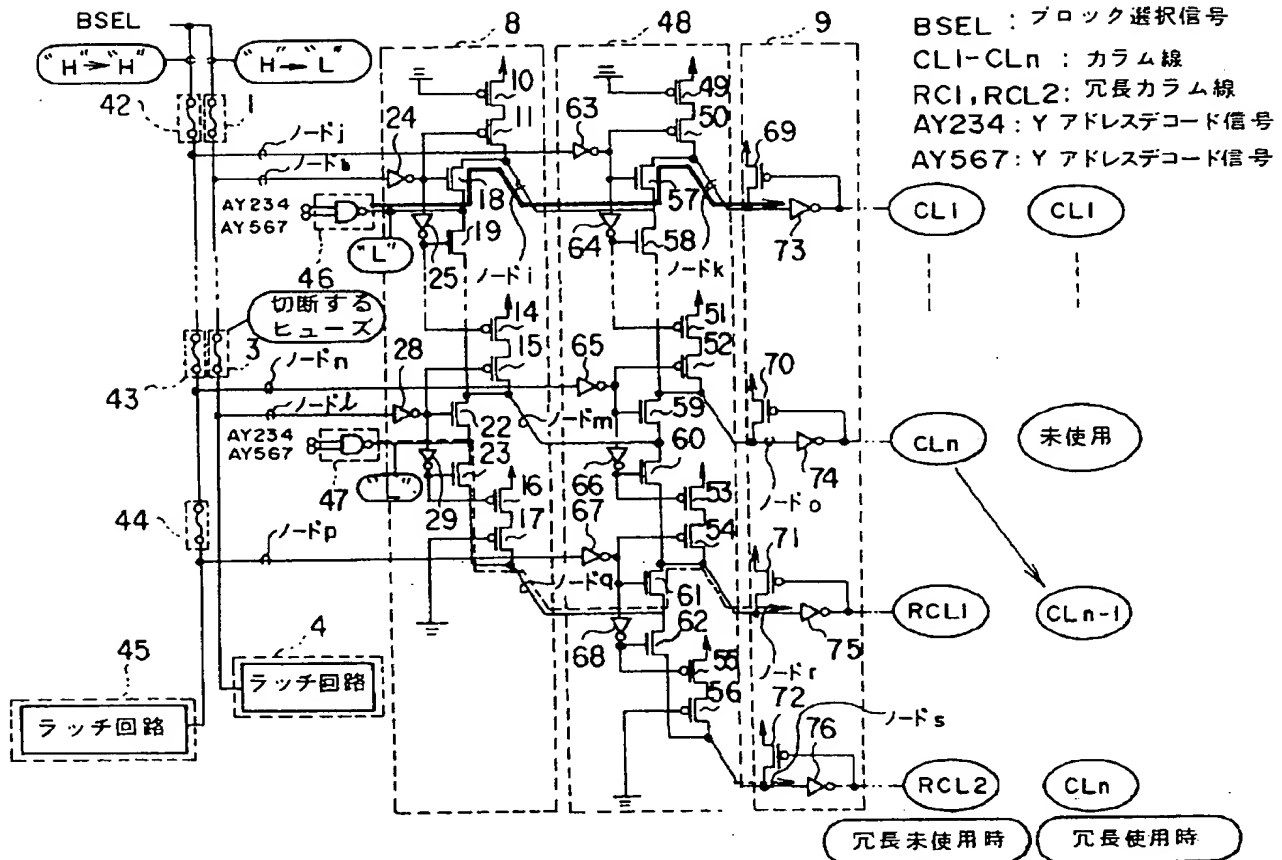 BSEL
"H"→"H"
"H"→"L"
8
48
9
BSEL : ブロック選択信号
CL1-CLn : カラム線
RC1,RCL2: 冗長カラム線
AY234 : Y アドレスデコード信号
AY567 : Y アドレスデコード信号
42
1
10
11
49
50
24
63
69
ノードj
ノードb
18
57
AY234
AY567
46
"L"
19
25
64
58
73
CL1
CL1
ノードi
ノードk
切断する
ヒューズ
14
15
51
52
43
3
28
65
70
ノードn
ノードl
22
ノードm
59
60
AY234
AY567
47
"L"
23
29
66
74
CLn
未使用
ノードo
16
17
53
54
44
67
71
ノードp
ノードq
61
62
68
75
RCL1
CLn-1
ノードr
45
ラッチ回路
4
ラッチ回路
55
56
72
76
ノードs
RCL2
CLn
冗長未使用時
冗長使用時